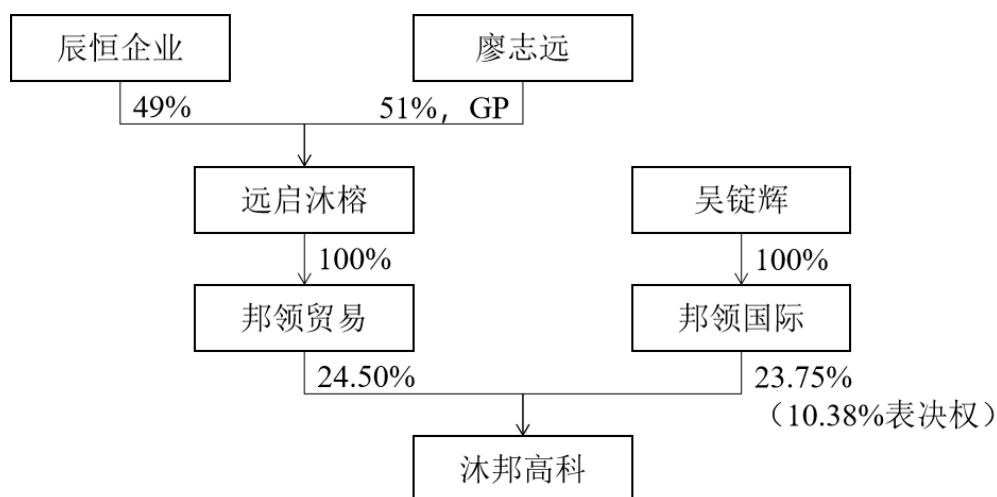 辰恒企业
廖志远
49%
51%，GP
远启沐榕
吴锭辉
100%
100%
邦领贸易
邦领国际
24.50%
23.75%
（10.38%表决权）
沐邦高科